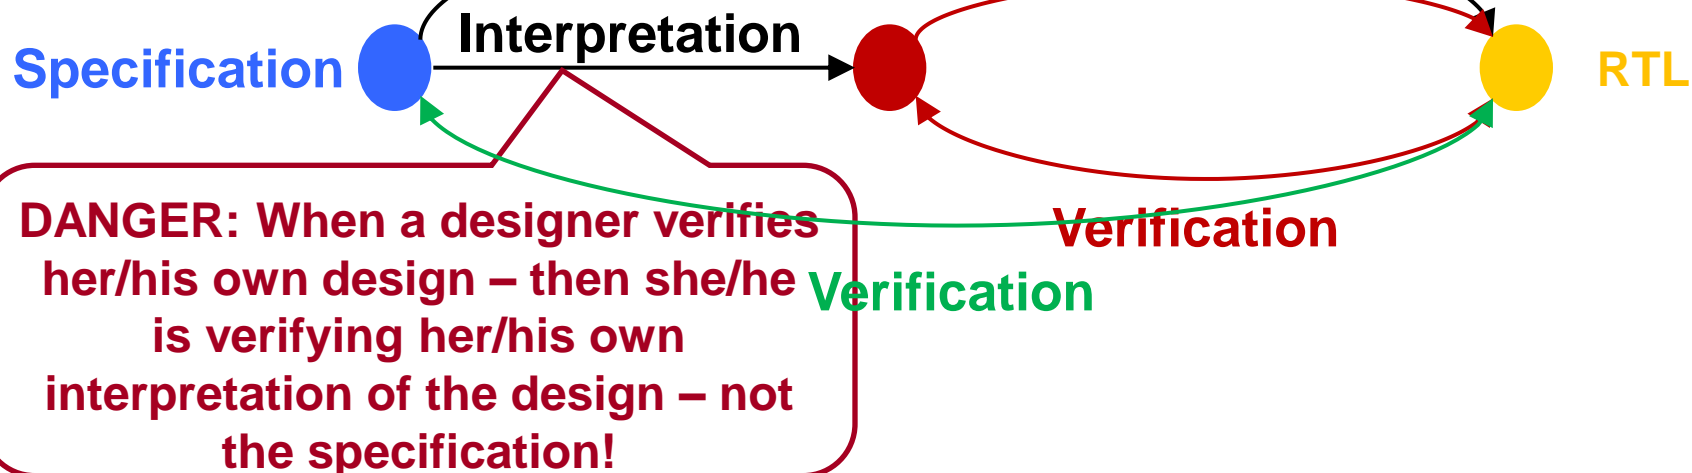 Interpretation
Specification
RTL
DANGER: When a designer verifies
her/his own design – then she/he
is verifying her/his own
interpretation of the design – not
the specification!
Verification
Verification